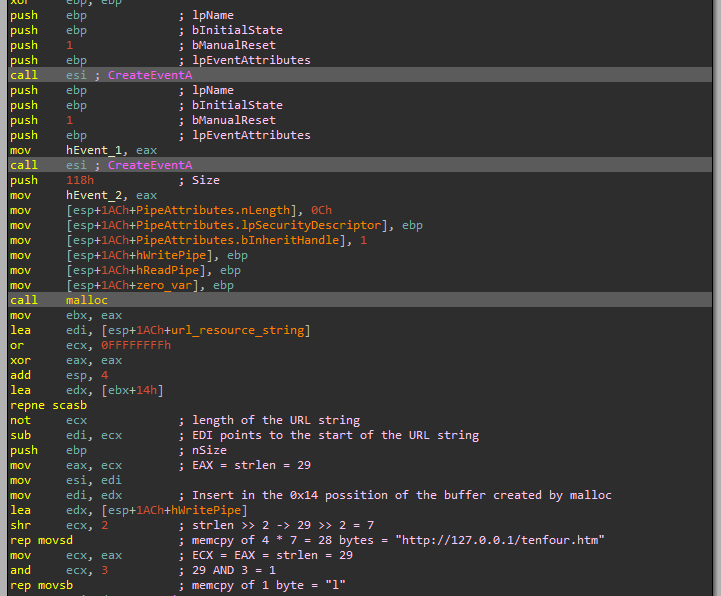 xor ebp, ebp
push ebp ; lpName
push ebp ; bInitialState
push 1 ; bManualReset
push ebp ; lpEventAttributes
call esi ; CreateEventA
push ebp ; lpName
push ebp ; bInitialState
push 1 ; bManualReset
push ebp ; lpEventAttributes
mov hEvent_1, eax
call esi ; CreateEventA
push 118h ; Size
mov hEvent_2, eax
mov [esp+1ACh+PipeAttributes.nLength], 0Ch
mov [esp+1ACh+PipeAttributes.lpSecurityDescriptor], ebp
mov [esp+1ACh+PipeAttributes.bInheritHandle], 1
mov [esp+1ACh+hWritePipe], ebp
mov [esp+1ACh+hReadPipe], ebp
mov [esp+1ACh+zero_var], ebp
call malloc
mov ebx, eax
lea edi, [esp+1ACh+url_resource_string]
or ecx, 0FFFFFFFFh
xor eax, eax
add esp, 4
lea edx, [ebx+14h]
repne scasb
not ecx ; length of the URL string
sub edi, ecx ; EDI points to the start of the URL string
push ebp ; nSize
mov eax, ecx ; EAX = strlen = 29
mov esi, edi
mov edi, edx ; Insert in the 0x14 possition of the buffer created by malloc
lea edx, [esp+1ACh+hWritePipe]
shr ecx, 2 ; strlen >> 2 -> 29 >> 2 = 7
rep movsd ; memcpy of 4 * 7 = 28 bytes = "http://127.0.0.1/tenfour.htm"
mov ecx, eax ; ECX = EAX = strlen = 29
and ecx, 3 ; 29 AND 3 = 1
rep movsb ; memcpy of 1 byte = "l"